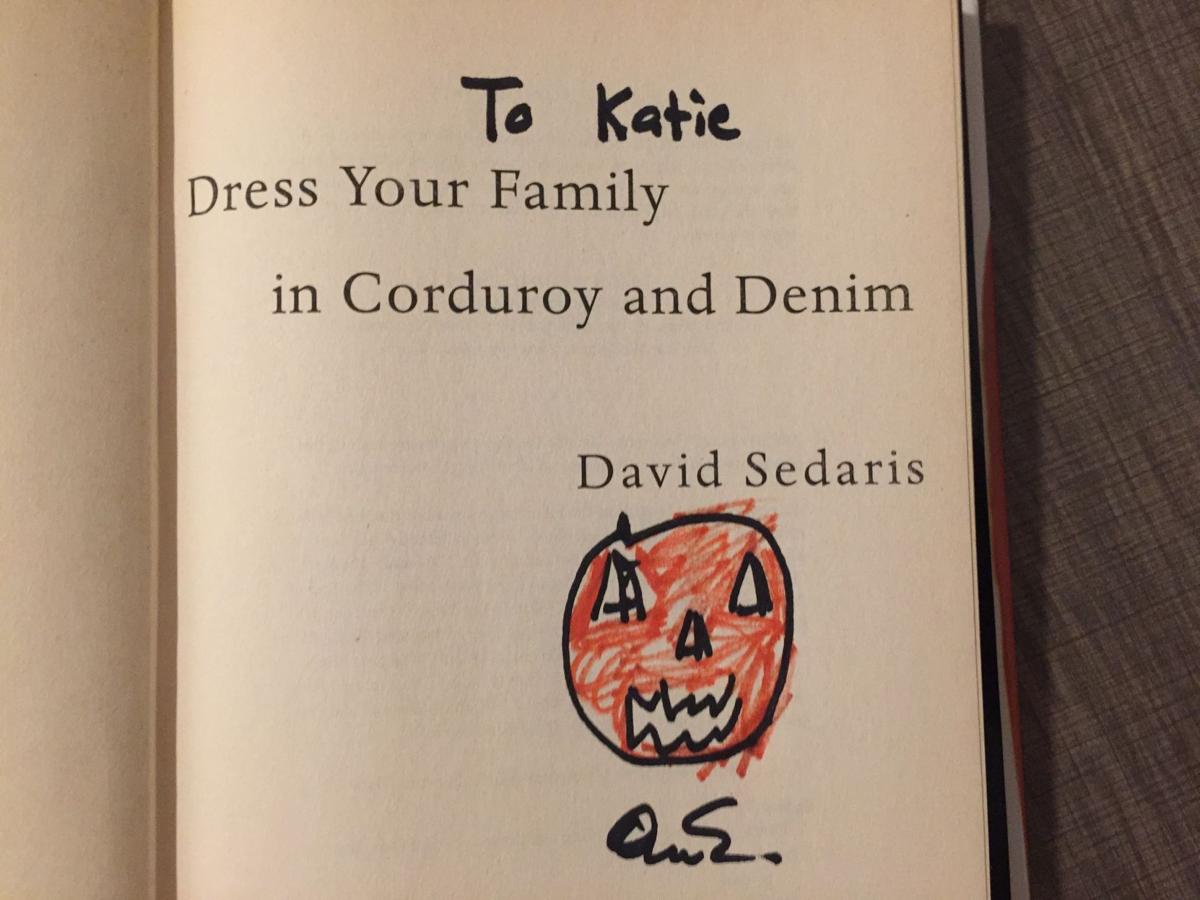 To Katie
Dress Your Family
in Corduroy and Denim
David Sedaris